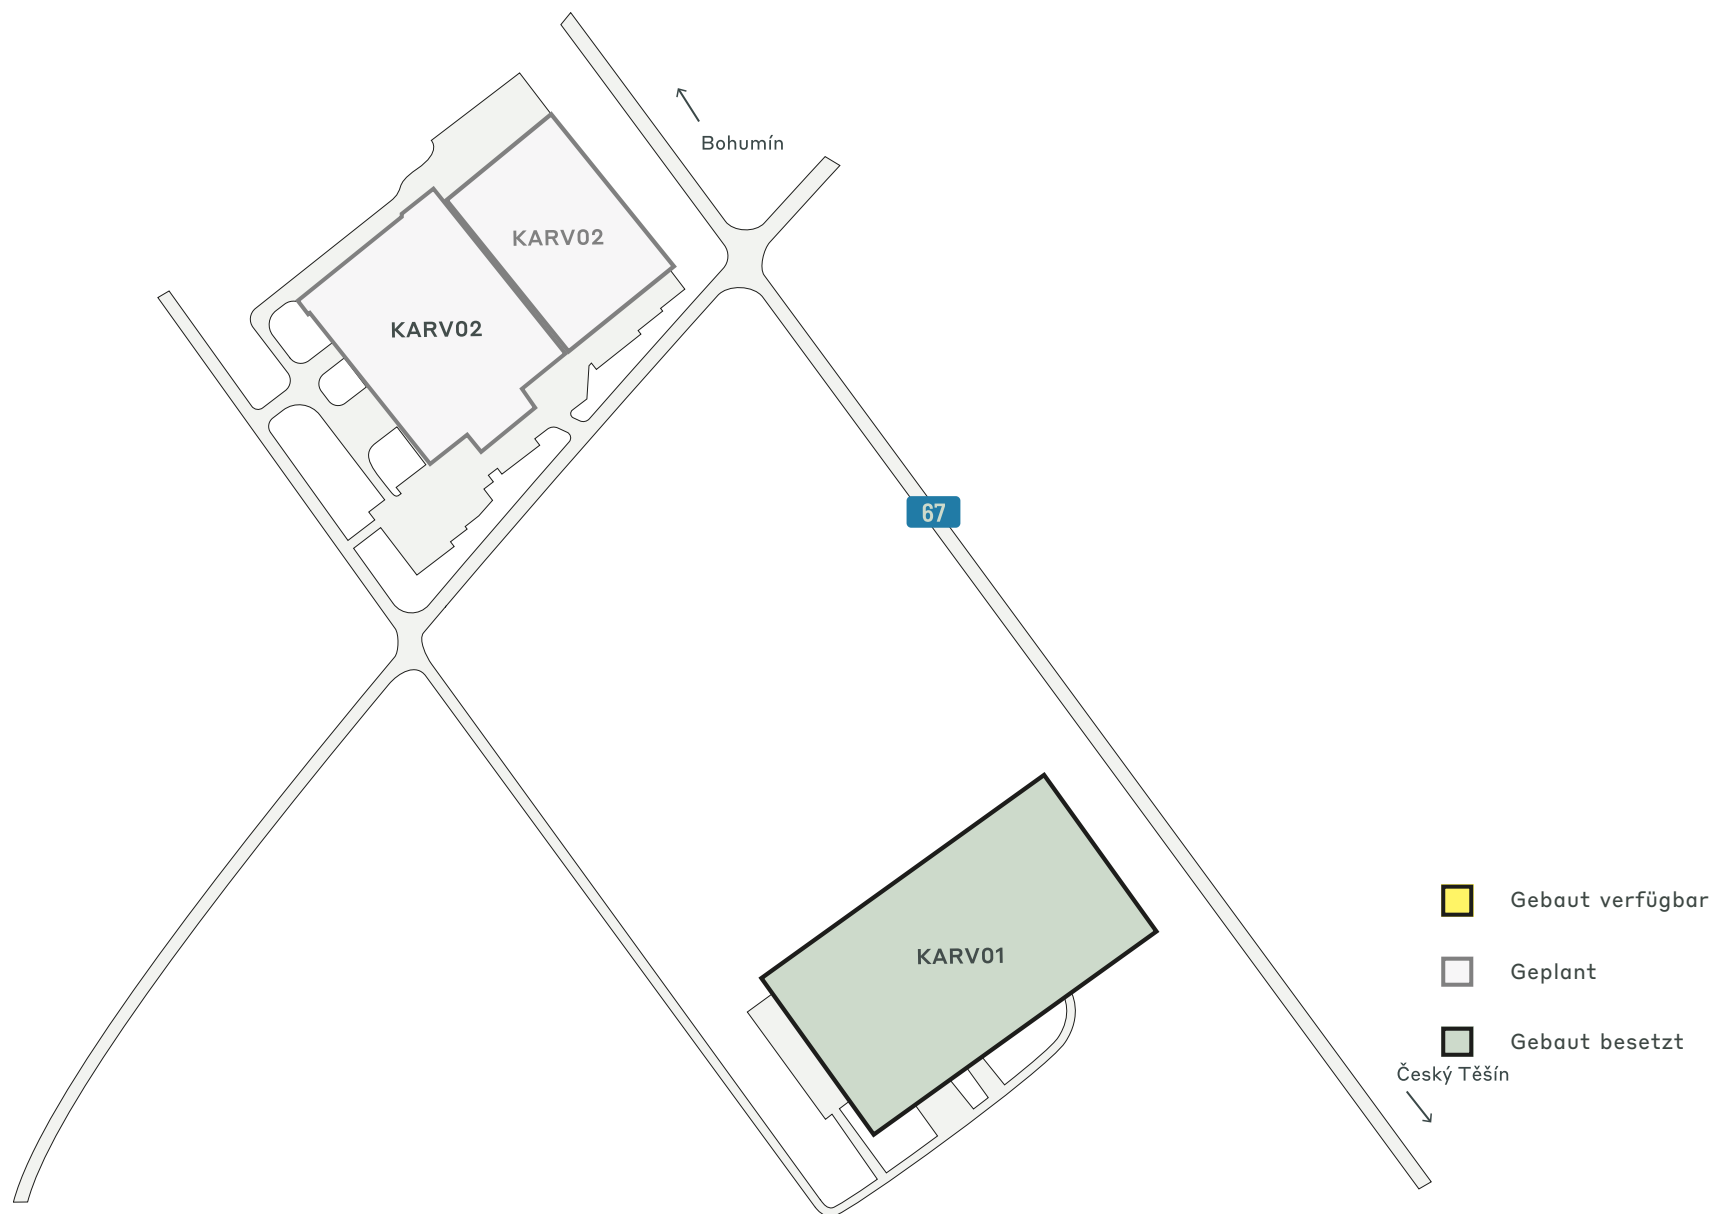 Bohumín
KARV02
KARV02
67
KARV01
Gebaut verfügbar
Geplant
Gebaut besetzt
Český Těšín